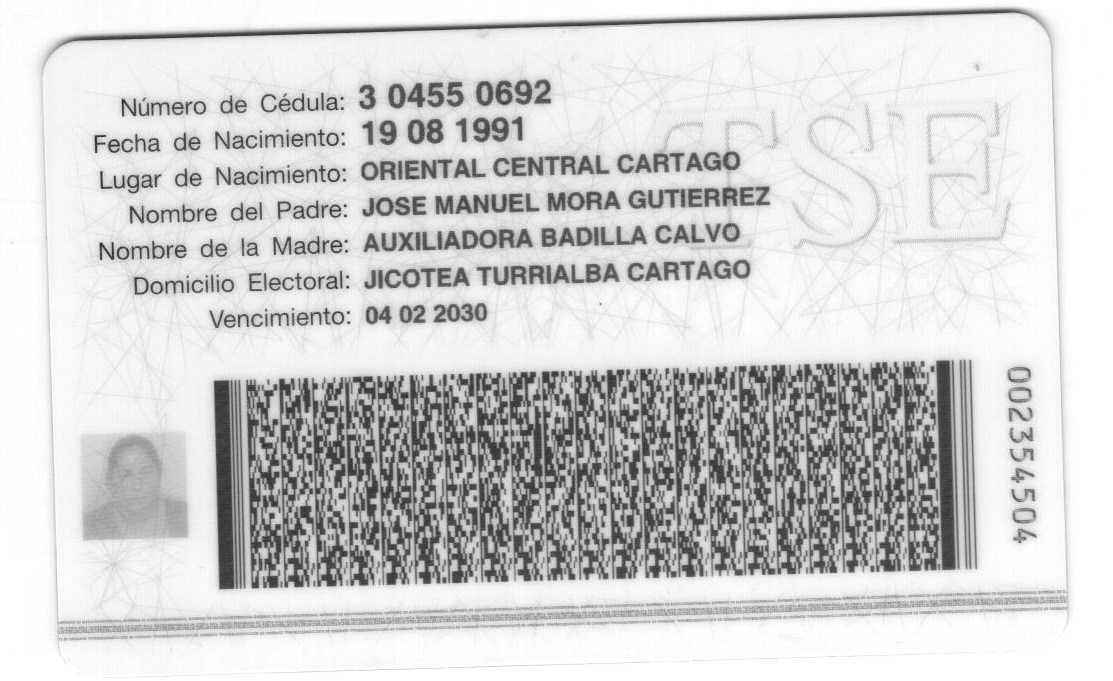 Número de Cédula: 3 0455 0692
Fecha de Nacimiento: 19 08 1991
Lugar de Nacimiento: ORIENTAL CENTRAL CARTAGO
Nombre del Padre: JOSE MANUEL MORA GUTIERREZ
Nombre de la Madre: AUXILIADORA BADILLA CALVO
Domicilio Electoral: JICOTEA TURRIALBA CARTAGO
Vencimiento: 04 02 2030
TSE
002354504